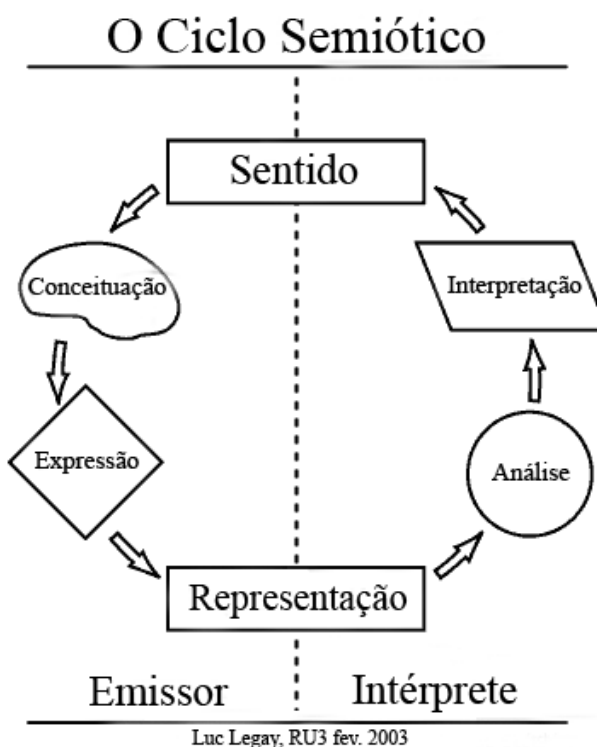 O Ciclo Semiótico
Sentido
Conceituação
Interpretação
Expressão
Análise
Representação
Emissor
Intérprete
Luc Legay, RU3 fev. 2003